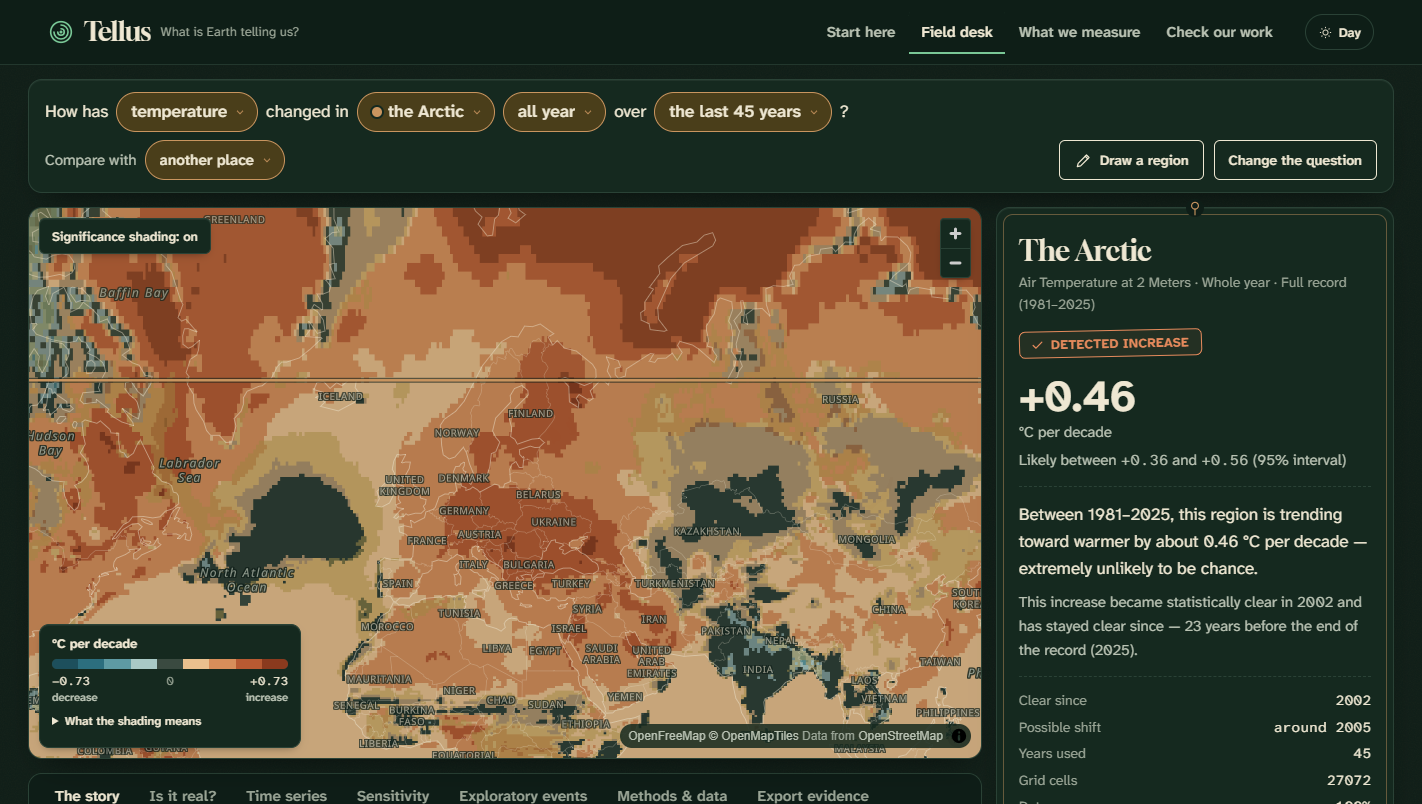 Tellus What is Earth telling us?
Start here Field desk What we measure Check our work Day
How has temperature changed in the Arctic all year over the last 45 years ?
Compare with another place
Draw a region Change the question
Significance shading: on
+
−
GREENLAND
Baffin Bay
ICELAND
RUSSIA
FINLAND
NORWAY
Hudson
Bay
Labrador
Sea
UNITED
KINGDOM
DENMARK
BELARUS
GERMANY
UKRAINE
FRANCE
AUSTRIA
KAZAKHSTAN
MONGOLIA
ITALY
BULGARIA
North Atlantic
Ocean
SPAIN
GREECE
TURKEY
TURKMENISTAN
SYRIA
CHINA
TUNISIA
MOROCCO
ISRAEL
IRAN
PAKISTAN
NEPAL
LIBYA
EGYPT
SAUDI
ARABIA
UNITED
ARAB
EMIRATES
INDIA
TAIWAN
LAOS
MAURITANIA
NIGER
CHAD
SUDAN
YEMEN
VIETNAM
SENEGAL
BURKINA
FASO
PHILIPPINES
ETHIOPIA
LIBERIA
COLOMBIA
GUYANA
EQUATORIAL
MALAYSIA
°C per decade
−0.73 0 +0.73
decrease increase
What the shading means
OpenFreeMap © OpenMapTiles Data from OpenStreetMap
The Arctic
Air Temperature at 2 Meters · Whole year · Full record
(1981–2025)
DETECTED INCREASE
+0.46
°C per decade
Likely between +0.36 and +0.56 (95% interval)
Between 1981–2025, this region is trending
toward warmer by about 0.46 °C per decade —
extremely unlikely to be chance.
This increase became statistically clear in 2002 and
has stayed clear since — 23 years before the end of
the record (2025).
Clear since 2002
Possible shift around 2005
Years used 45
Grid cells 27072
The story Is it real? Time series Sensitivity Exploratory events Methods & data Export evidence